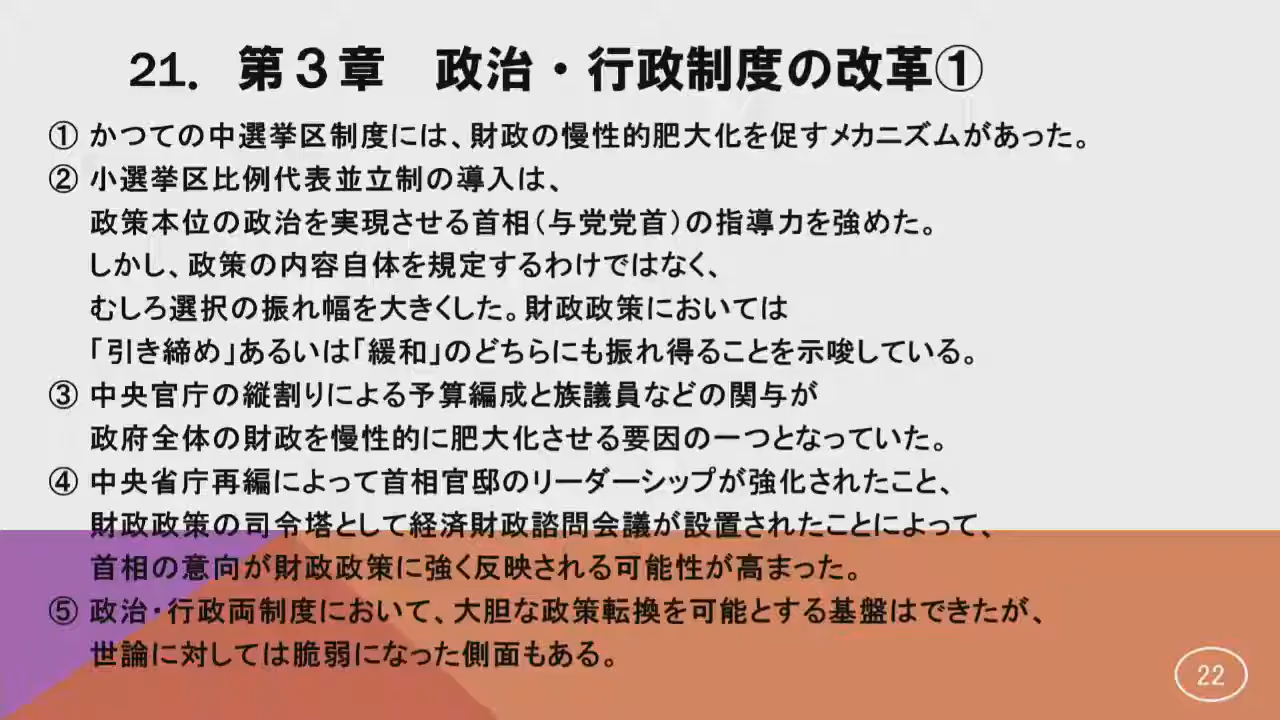 21．第３章　政治・行政制度の改革①
① かつての中選挙区制度には、財政の慢性的肥大化を促すメカニズムがあった。
② 小選挙区比例代表並立制の導入は、
政策本位の政治を実現させる首相（与党党首）の指導力を強めた。
しかし、政策の内容自体を規定するわけではなく、
むしろ選択の振れ幅を大きくした。財政政策においては
「引き締め」あるいは「緩和」のどちらにも振れ得ることを示唆している。
③ 中央官庁の縦割りによる予算編成と族議員などの関与が
政府全体の財政を慢性的に肥大化させる要因の一つとなっていた。
④ 中央省庁再編によって首相官邸のリーダーシップが強化されたこと、
財政政策の司令塔として経済財政諮問会議が設置されたことによって、
首相の意向が財政政策に強く反映される可能性が高まった。
⑤ 政治・行政両制度において、大胆な政策転換を可能とする基盤はできたが、
世論に対しては脆弱になった側面もある。
22